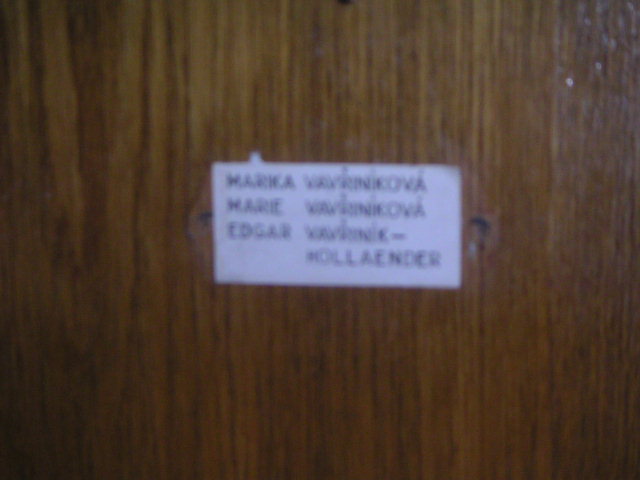 MARIKA VAVŘINÍKOVÁ
MARIE VAVŘINÍKOVÁ
EDGAR VAVŘINÍK-
HOLLAENDER